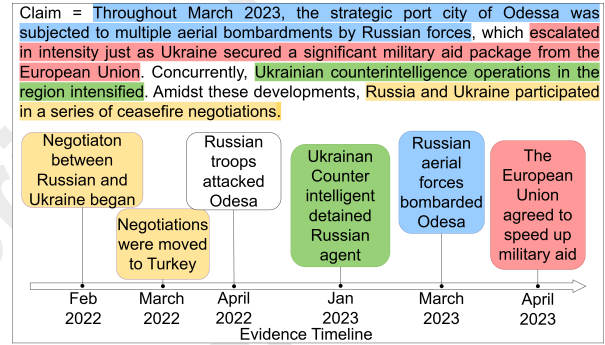 Claim = Throughout March 2023, the strategic port city of Odessa was
subjected to multiple aerial bombardments by Russian forces, which escalated
in intensity just as Ukraine secured a significant military aid package from the
European Union. Concurrently, Ukrainian counterintelligence operations in the
region intensified. Amidst these developments, Russia and Ukraine participated
in a series of ceasefire negotiations.
Negotiaton
between
Russian and
Ukraine began
Negotiations
were moved
to Turkey
Russian
troops
attacked
Odesa
Ukrainan
Counter
intelligent
detained
Russian
agent
Russian
aerial
forces
bombarded
Odesa
The
European
Union
agreed to
speed up
military aid
Feb
2022
March
2022
April
2022
Jan
2023
March
2023
April
2023
Evidence Timeline